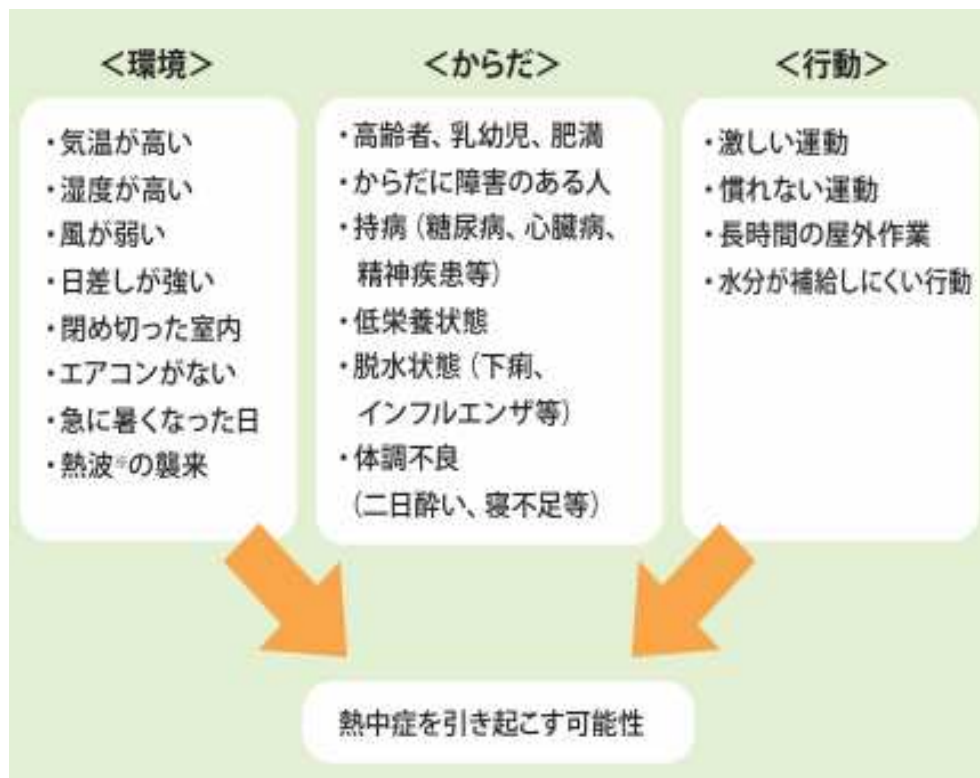 <環境>
・気温が高い
・湿度が高い
・風が弱い
・日差しが強い
・閉め切った室内
・エアコンがない
・急に暑くなった日
・熱波※の襲来
<からだ>
・高齢者、乳幼児、肥満
・からだに障害のある人
・持病（糖尿病、心臓病、
精神疾患等）
・低栄養状態
・脱水状態（下痢、
インフルエンザ等）
・体調不良
（二日酔い、寝不足等）
<行動>
・激しい運動
・慣れない運動
・長時間の屋外作業
・水分が補給しにくい行動
熱中症を引き起こす可能性